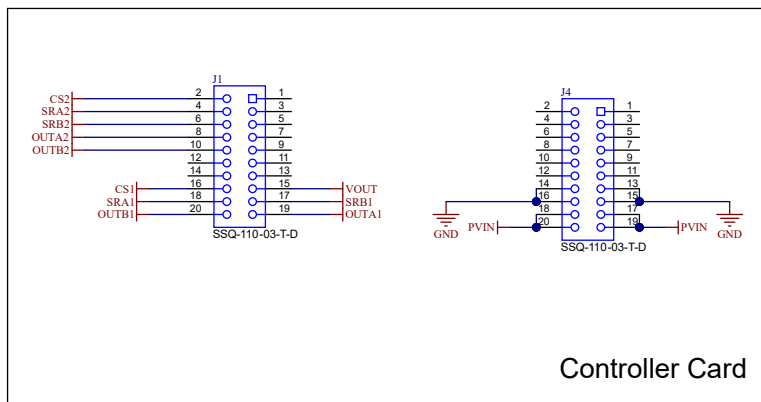 J1
CS2 2 1
SRA2 4 3
SRB2 6 5
OUTA2 8 7
OUTB2 10 9
12 11
14 13
CS1 16 15 VOUT
SRA1 18 17 SRB1
OUTB1 20 19 OUTA1
SSQ-110-03-T-D
J4
2 1
4 3
6 5
8 7
10 9
12 11
14 13
16 15
GND 18 17 GND
PVIN 20 19 PVIN
SSQ-110-03-T-D
Controller Card